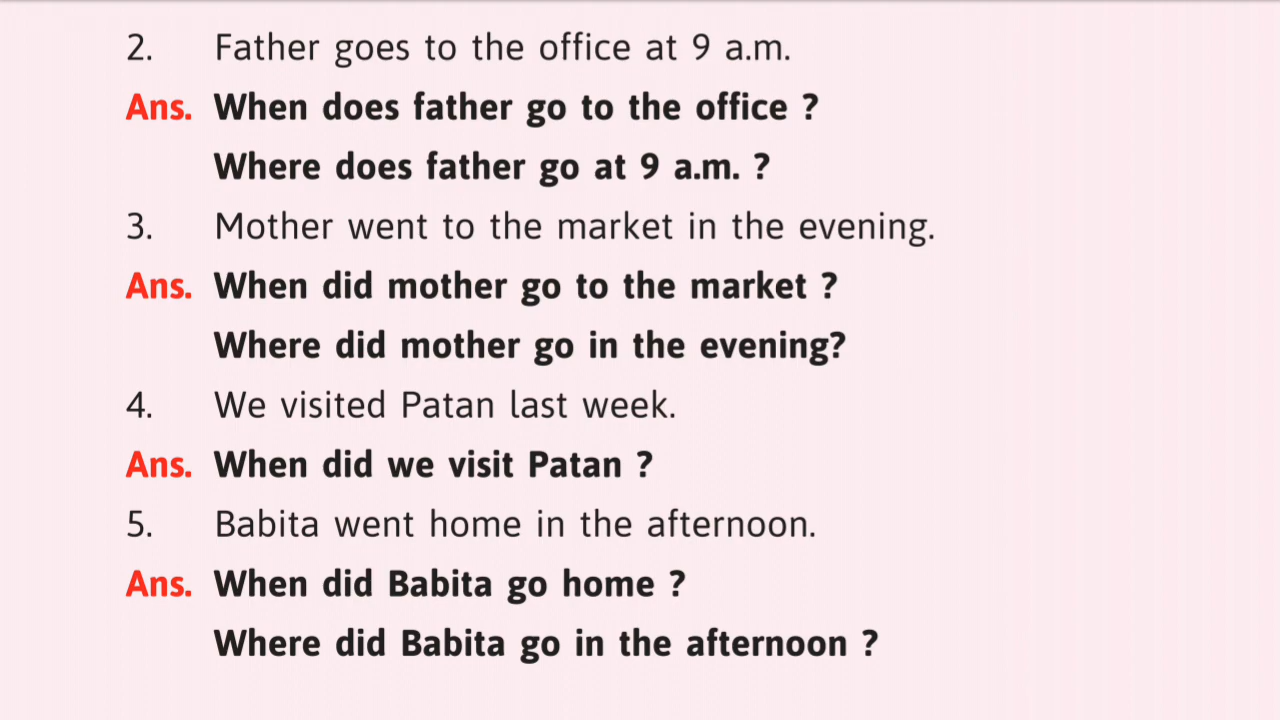 2. Father goes to the office at 9 a.m.
Ans. When does father go to the office ?
Where does father go at 9 a.m. ?
3. Mother went to the market in the evening.
Ans. When did mother go to the market ?
Where did mother go in the evening?
4. We visited Patan last week.
Ans. When did we visit Patan ?
5. Babita went home in the afternoon.
Ans. When did Babita go home ?
Where did Babita go in the afternoon ?